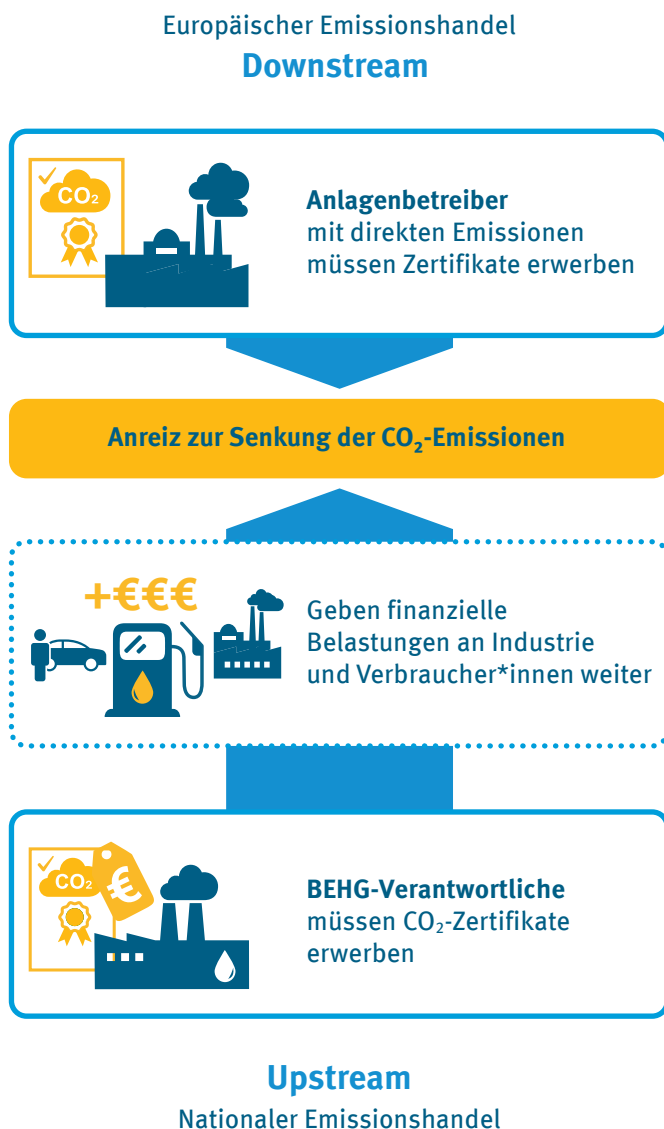 Europäischer Emissionshandel
Downstream
CO₂
Anlagenbetreiber
mit direkten Emissionen
müssen Zertifikate erwerben
Anreiz zur Senkung der CO₂-Emissionen
+€€€
Geben finanzielle
Belastungen an Industrie
und Verbraucher*innen weiter
CO₂
€
BEHG-Verantwortliche
müssen CO₂-Zertifikate
erwerben
Upstream
Nationaler Emissionshandel